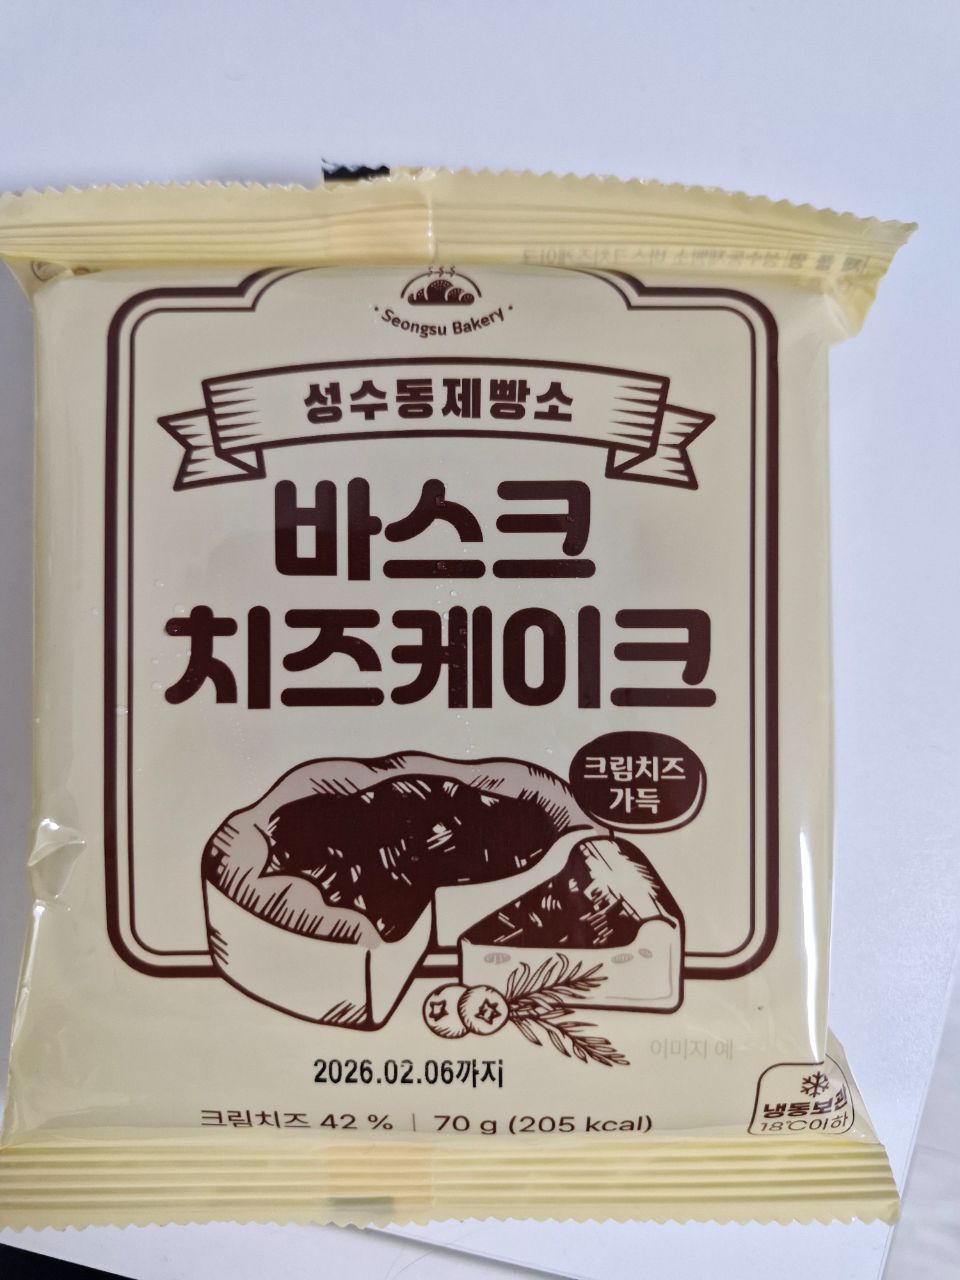 Seongsu Bakery
성수동제빵소
바스크
치즈케이크
크림치즈
가득
이미지 예
2026.02.06까지
크림치즈 42 % | 70 g (205 kcal)
냉동보관
18℃이하